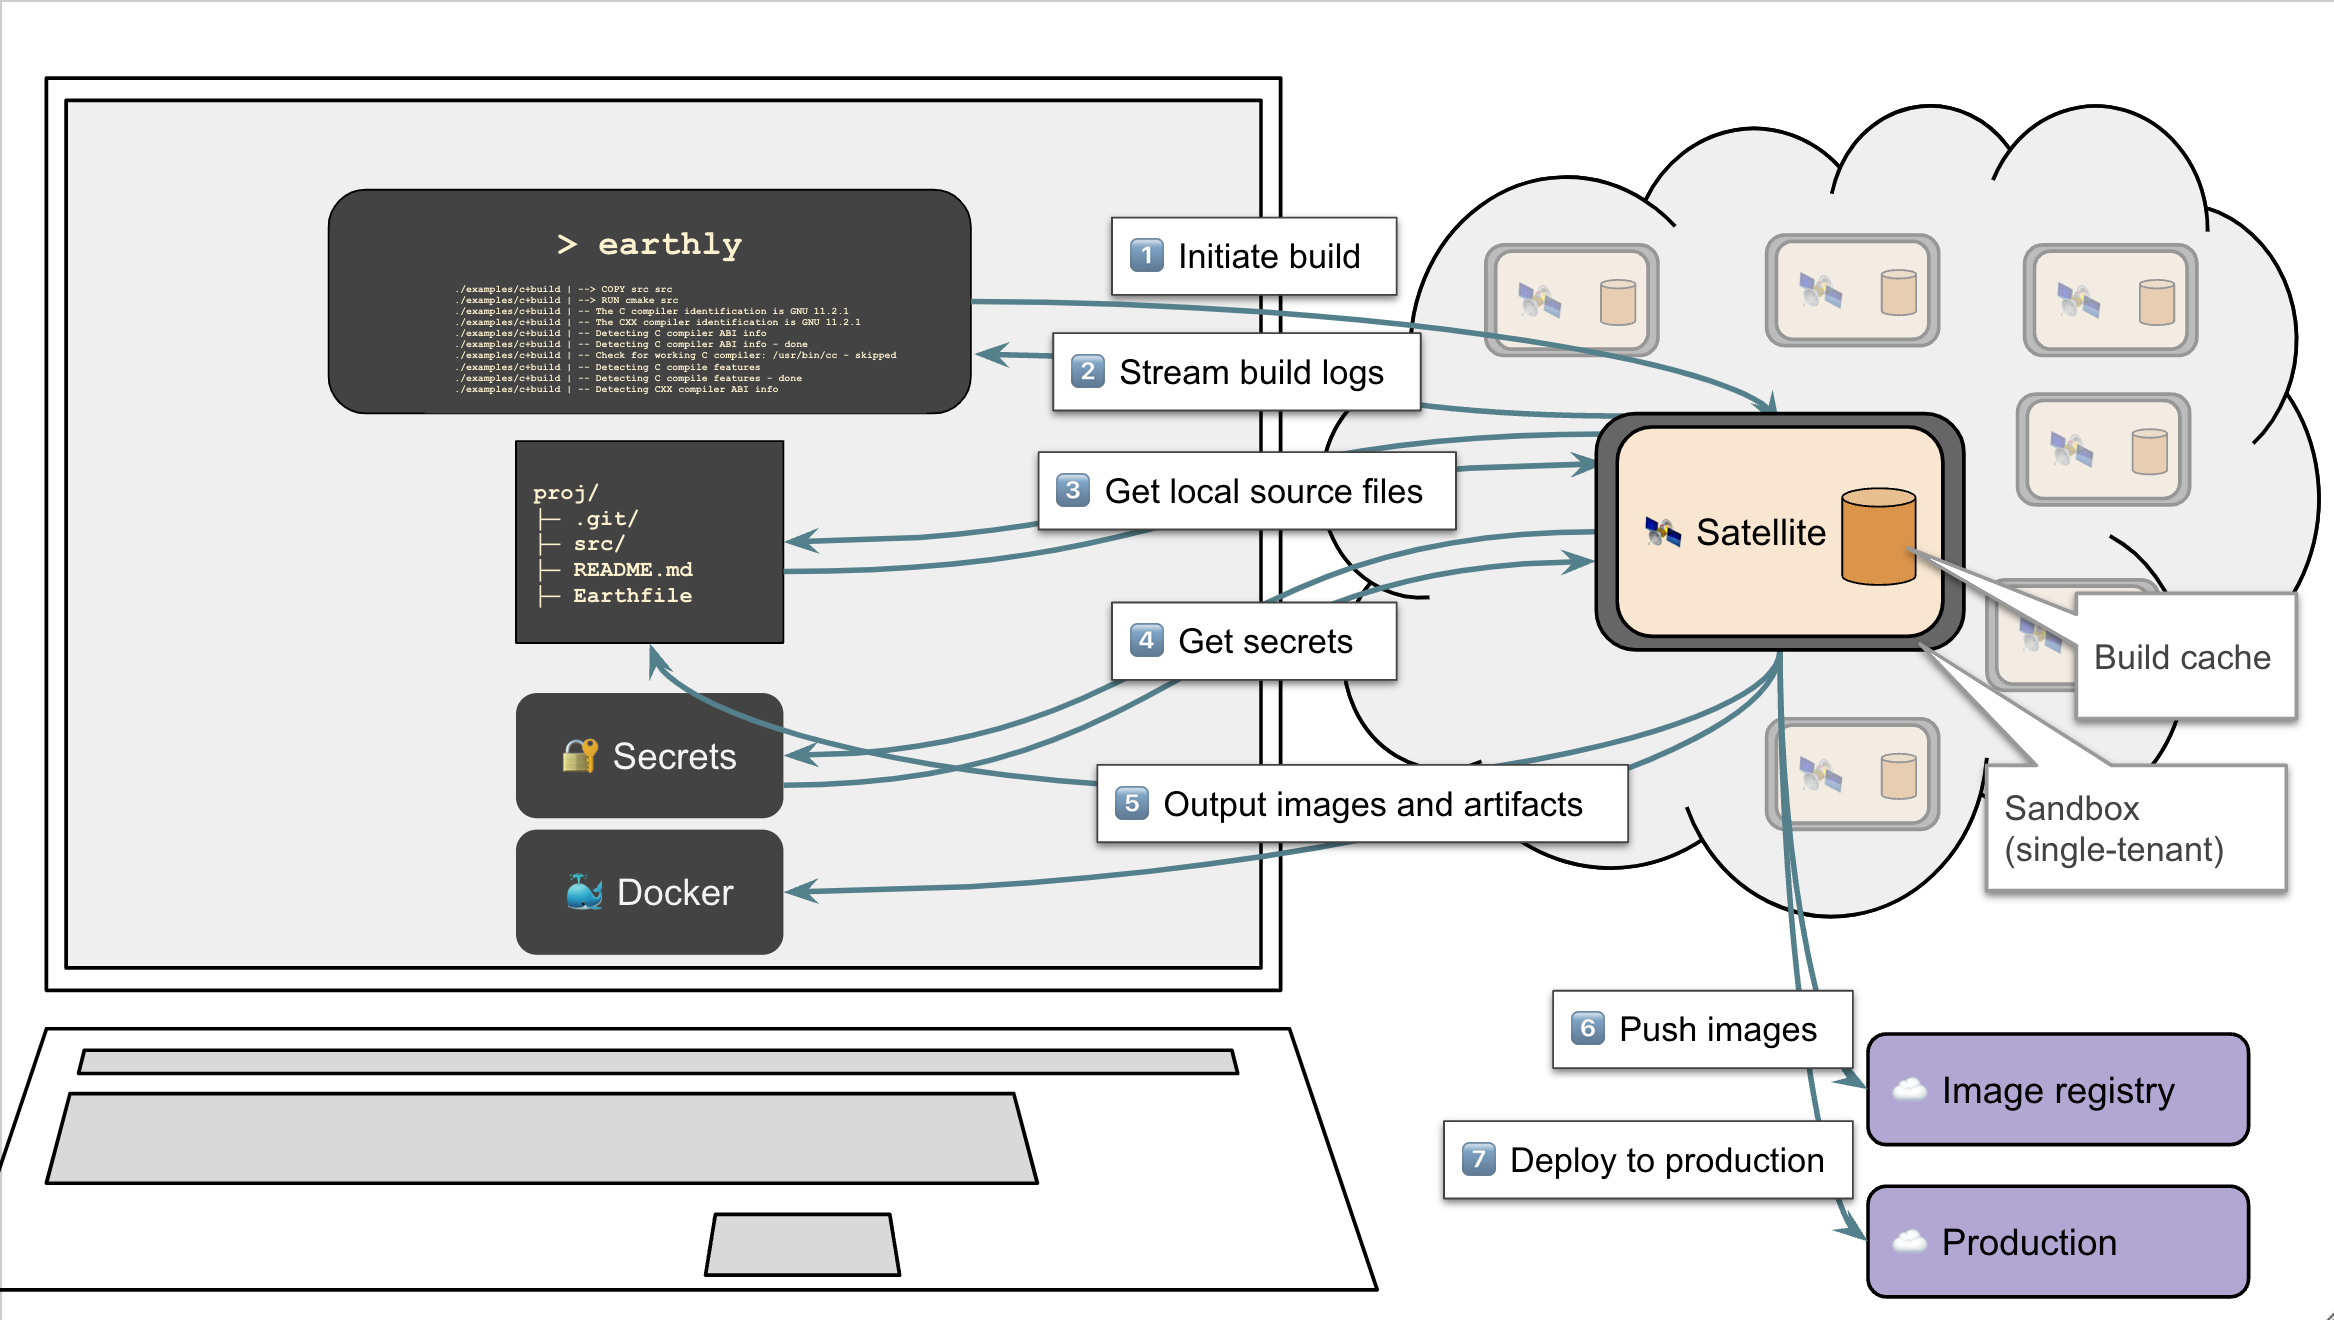 > earthly
./examples/c+build | --> COPY src src
./examples/c+build | --> RUN cmake src
./examples/c+build | -- The C compiler identification is GNU 11.2.1
./examples/c+build | -- The CXX compiler identification is GNU 11.2.1
./examples/c+build | -- Detecting C compiler ABI info
./examples/c+build | -- Detecting C compiler ABI info - done
./examples/c+build | -- Check for working C compiler: /usr/bin/cc - skipped
./examples/c+build | -- Detecting C compile features
./examples/c+build | -- Detecting C compile features - done
./examples/c+build | -- Detecting CXX compiler ABI info
proj/
├─ .git/
├─ src/
├─ README.md
├─ Earthfile
Secrets
Docker
1 Initiate build
2 Stream build logs
3 Get local source files
4 Get secrets
5 Output images and artifacts
Satellite
Build cache
Sandbox
(single-tenant)
6 Push images
7 Deploy to production
Image registry
Production